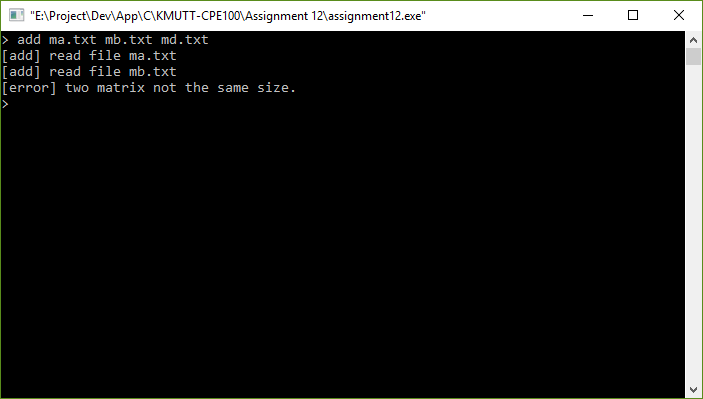 "E:\Project\Dev\App\C\KMUTT-CPE100\Assignment 12\assignment12.exe"
> add ma.txt mb.txt md.txt
[add] read file ma.txt
[add] read file mb.txt
[error] two matrix not the same size.
>